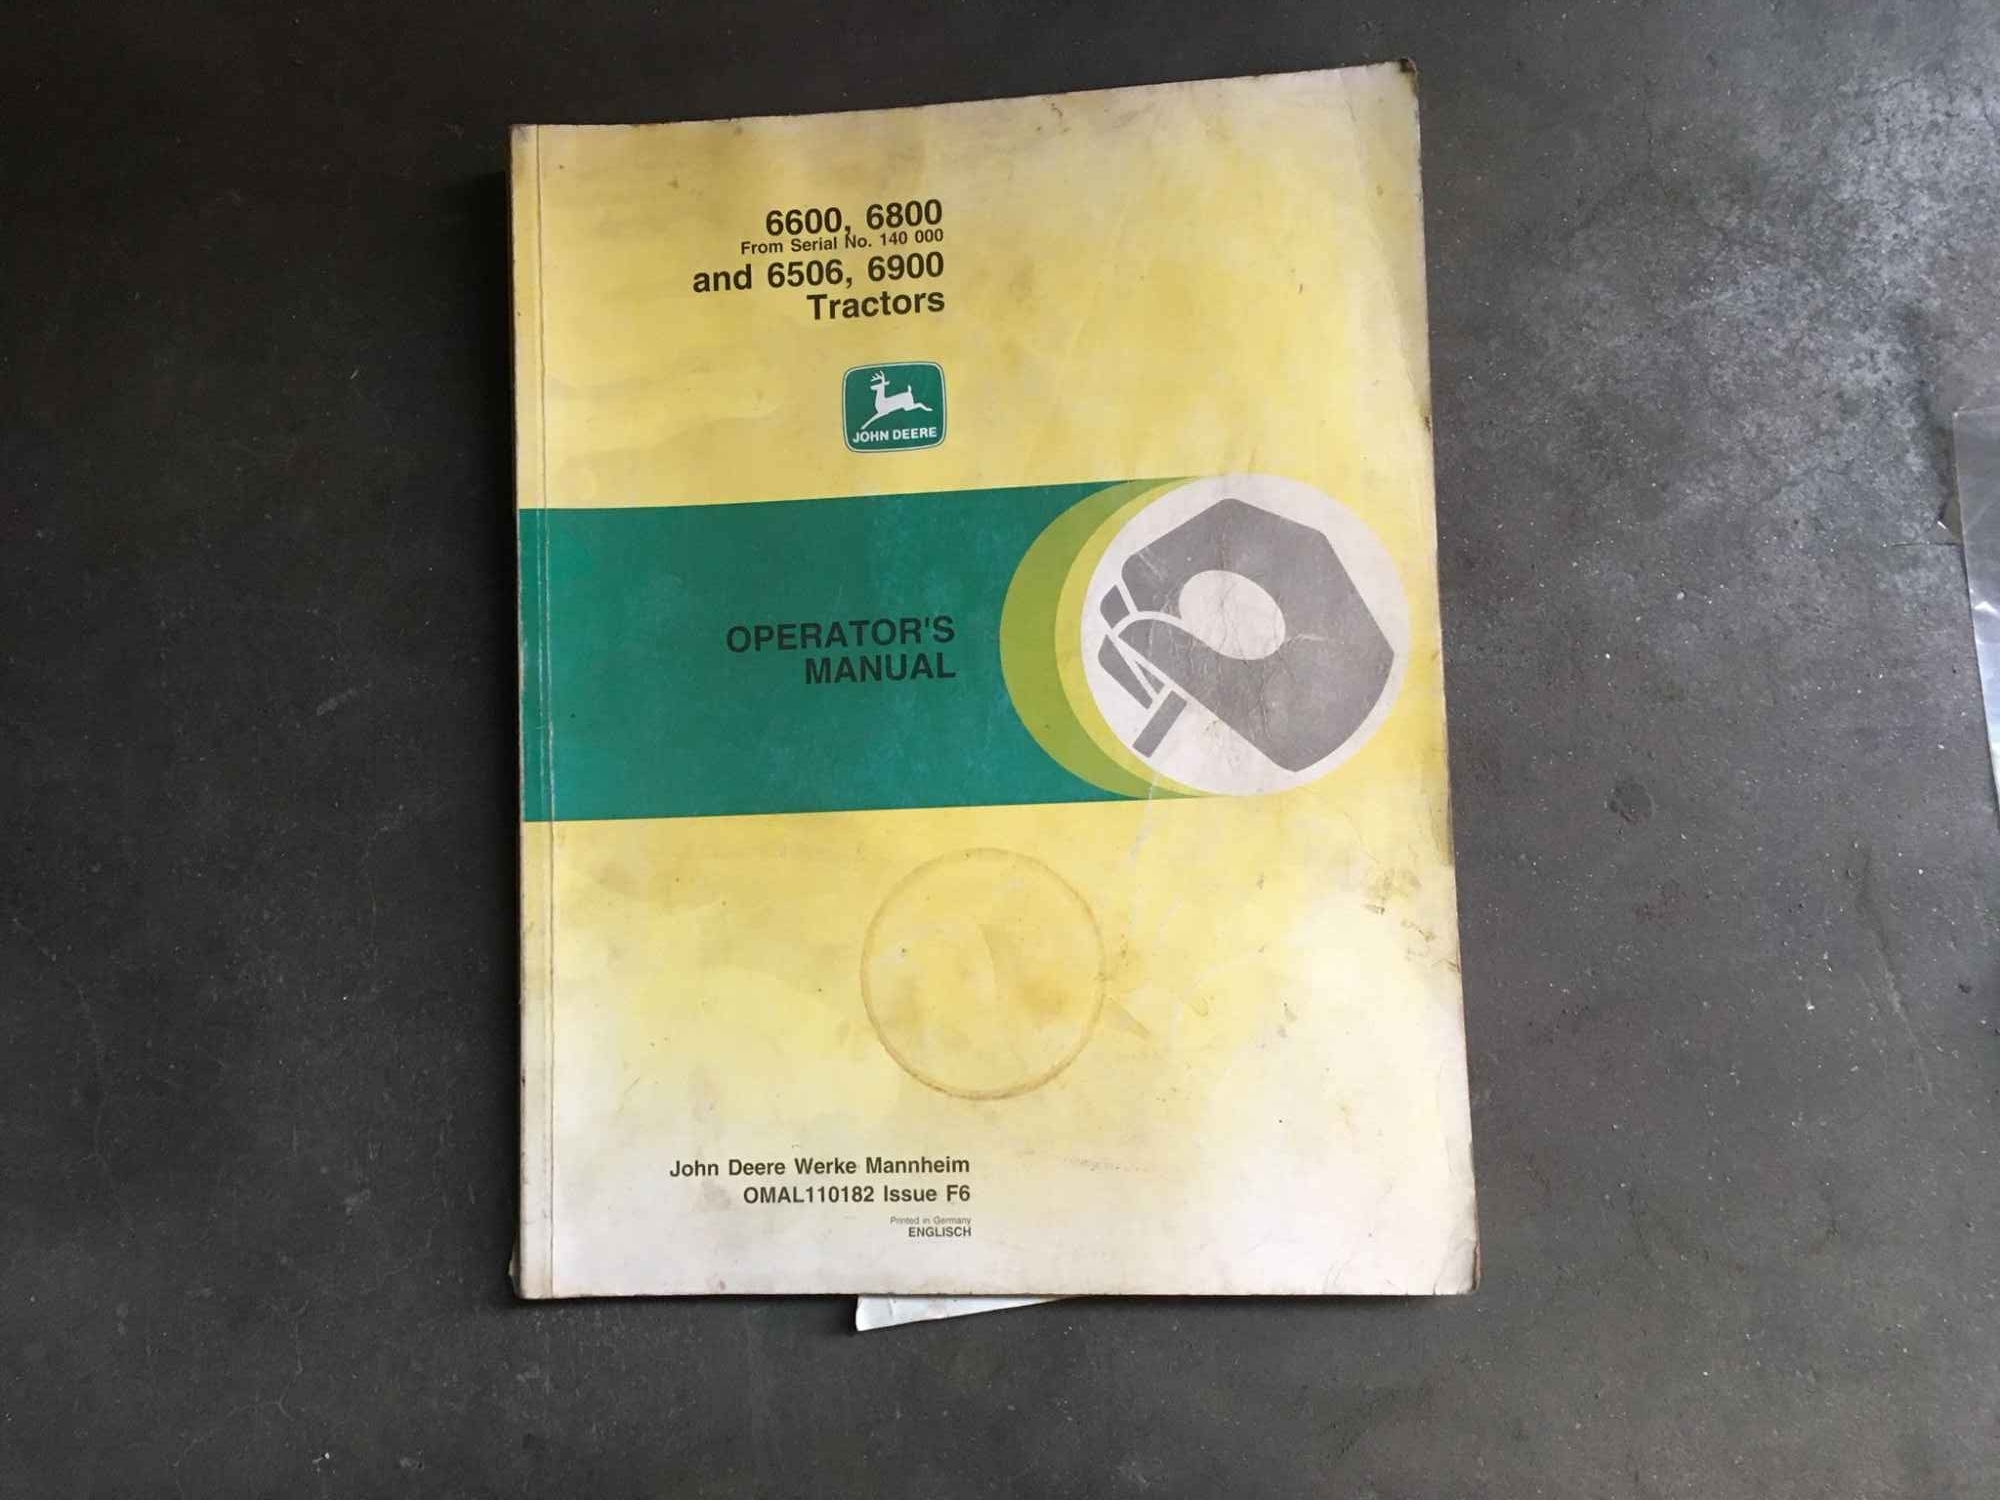 6600, 6800
From Serial No. 140 000
and 6506, 6900
Tractors
JOHN DEERE
OPERATOR'S
MANUAL
John Deere Werke Mannheim
OMAL110182 Issue F6
Printed in Germany
ENGLISCH